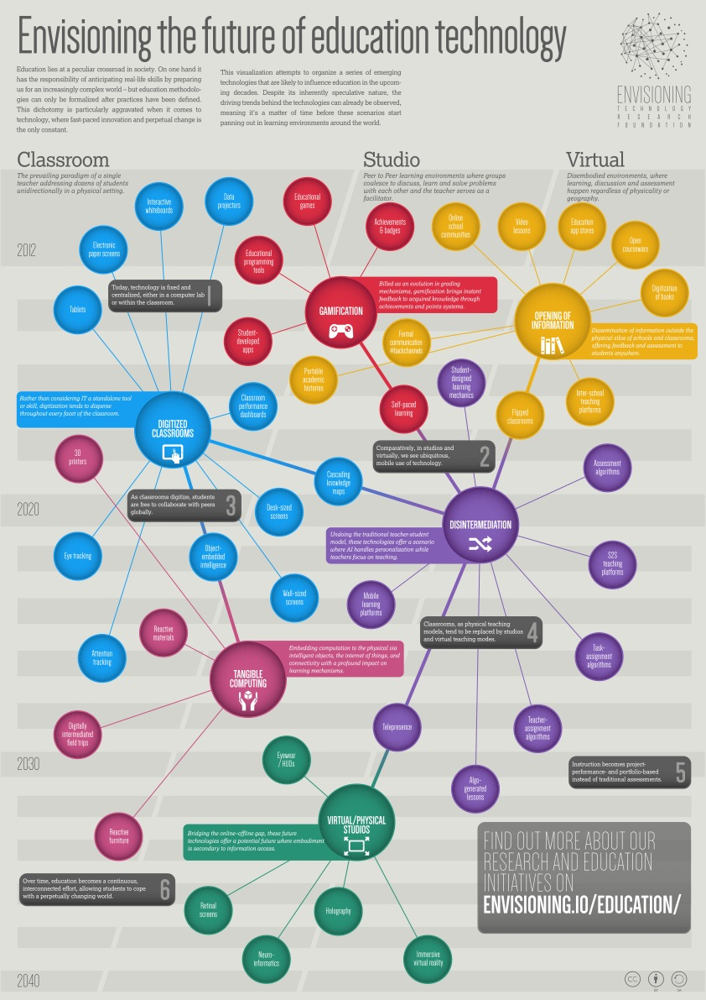 Envisioning the future of education technology
Education lies at a peculiar crossroad in society. On one hand it
has the responsibility of anticipating real-life skills by preparing
us for an increasingly complex world – but education methodolo-
gies can only be formalized after practices have been defined.
This dichotomy is particularly aggravated when it comes to
technology, where fast-paced innovation and perpetual change is
the only constant.
This visualization attempts to organize a series of emerging
technologies that are likely to influence education in the upcom-
ing decades. Despite its inherently speculative nature, the
driving trends behind the technologies can already be observed,
meaning it's a matter of time before these scenarios start
panning out in learning environments around the world.
ENVISIONING
TECHNOLOGY
RESEARCH
FOUNDATION
Classroom
The prevailing paradigm of a single
teacher addressing dozens of students
unidirectionally in a physical setting.
Studio
Peer to Peer learning environments where groups
coalesce to discuss, learn and solve problems
with each other and the teacher serves as a
facilitator.
Virtual
Disembodied environments, where
learning, discussion and assessment
happen regardless of physicality or
geography.
Interactive
whiteboards
Data
projectors
Educational
games
Achievements
& badges
Online
school
communities
Video
lessons
Education
app stores
Open
courseware
2012
Electronic
paper screens
Educational
programming
tools
Today, technology is fixed and
centralized, either in a computer lab
or within the classroom.
1
Tablets
GAMIFICATION
Billed as an evolution in grading
mechanisms, gamification brings instant
feedback to acquired knowledge through
achievements and points systems.
Digitization
of books
OPENING OF
INFORMATION
Dissemination of information outside the
physical silos of schools and classrooms,
offering feedback and assessment to
students anywhere.
Student-
developed
apps
Formal
communication
#backchannels
Portable
academic
histories
Student-
designed
learning
mechanics
Rather than considering IT a standalone tool
or skill, digitization tends to disperse
throughout every facet of the classroom.
Classroom
performance
dashboards
Self-paced
learning
Flipped
classrooms
Inter-school
teaching
platforms
DIGITIZED
CLASSROOMS
3D
printers
Comparatively, in studios and
virtually, we see ubiquitous,
mobile use of technology.
2
Assessment
algorithms
Cascading
knowledge
maps
As classrooms digitize, students
are free to collaborate with peers
globally.
3
2020
Desk-sized
screens
DISINTERMEDIATION
Undoing the traditional teacher-student
model, these technologies offer a scenario
where AI handles personalization while
teachers focus on teaching.
Eye tracking
Object-
embedded
intelligence
S2S
teaching
platforms
Wall-sized
screens
Mobile
learning
platforms
Reactive
materials
Classrooms, as physical teaching
models, tend to be replaced by studios
and virtual teaching modes.
4
Attention
tracking
Embedding computation to the physical via
intelligent objects, the internet of things, and
connectivity with a profound impact on
learning mechanisms.
Task-
assignment
algorithms
TANGIBLE
COMPUTING
Digitally
intermediated
field trips
Telepresence
Teacher-
assignment
algorithms
2030
Eyewear
/ HUDs
Algo-
generated
lessons
Instruction becomes project-
performance- and portfolio-based
instead of traditional assessments.
5
VIRTUAL/PHYSICAL
STUDIOS
Bridging the online-offline gap, these future
technologies offer a potential future where embodiment
is secondary to information access.
Reactive
furniture
FIND OUT MORE ABOUT OUR
RESEARCH AND EDUCATION
INITIATIVES ON
ENVISIONING.IO/EDUCATION/
Over time, education becomes a continuous,
interconnected effort, allowing students to cope
with a perpetually changing world.
6
Retinal
screens
Holography
Neuro-
informatics
Immersive
virtual reality
2040
CC
BY
SA